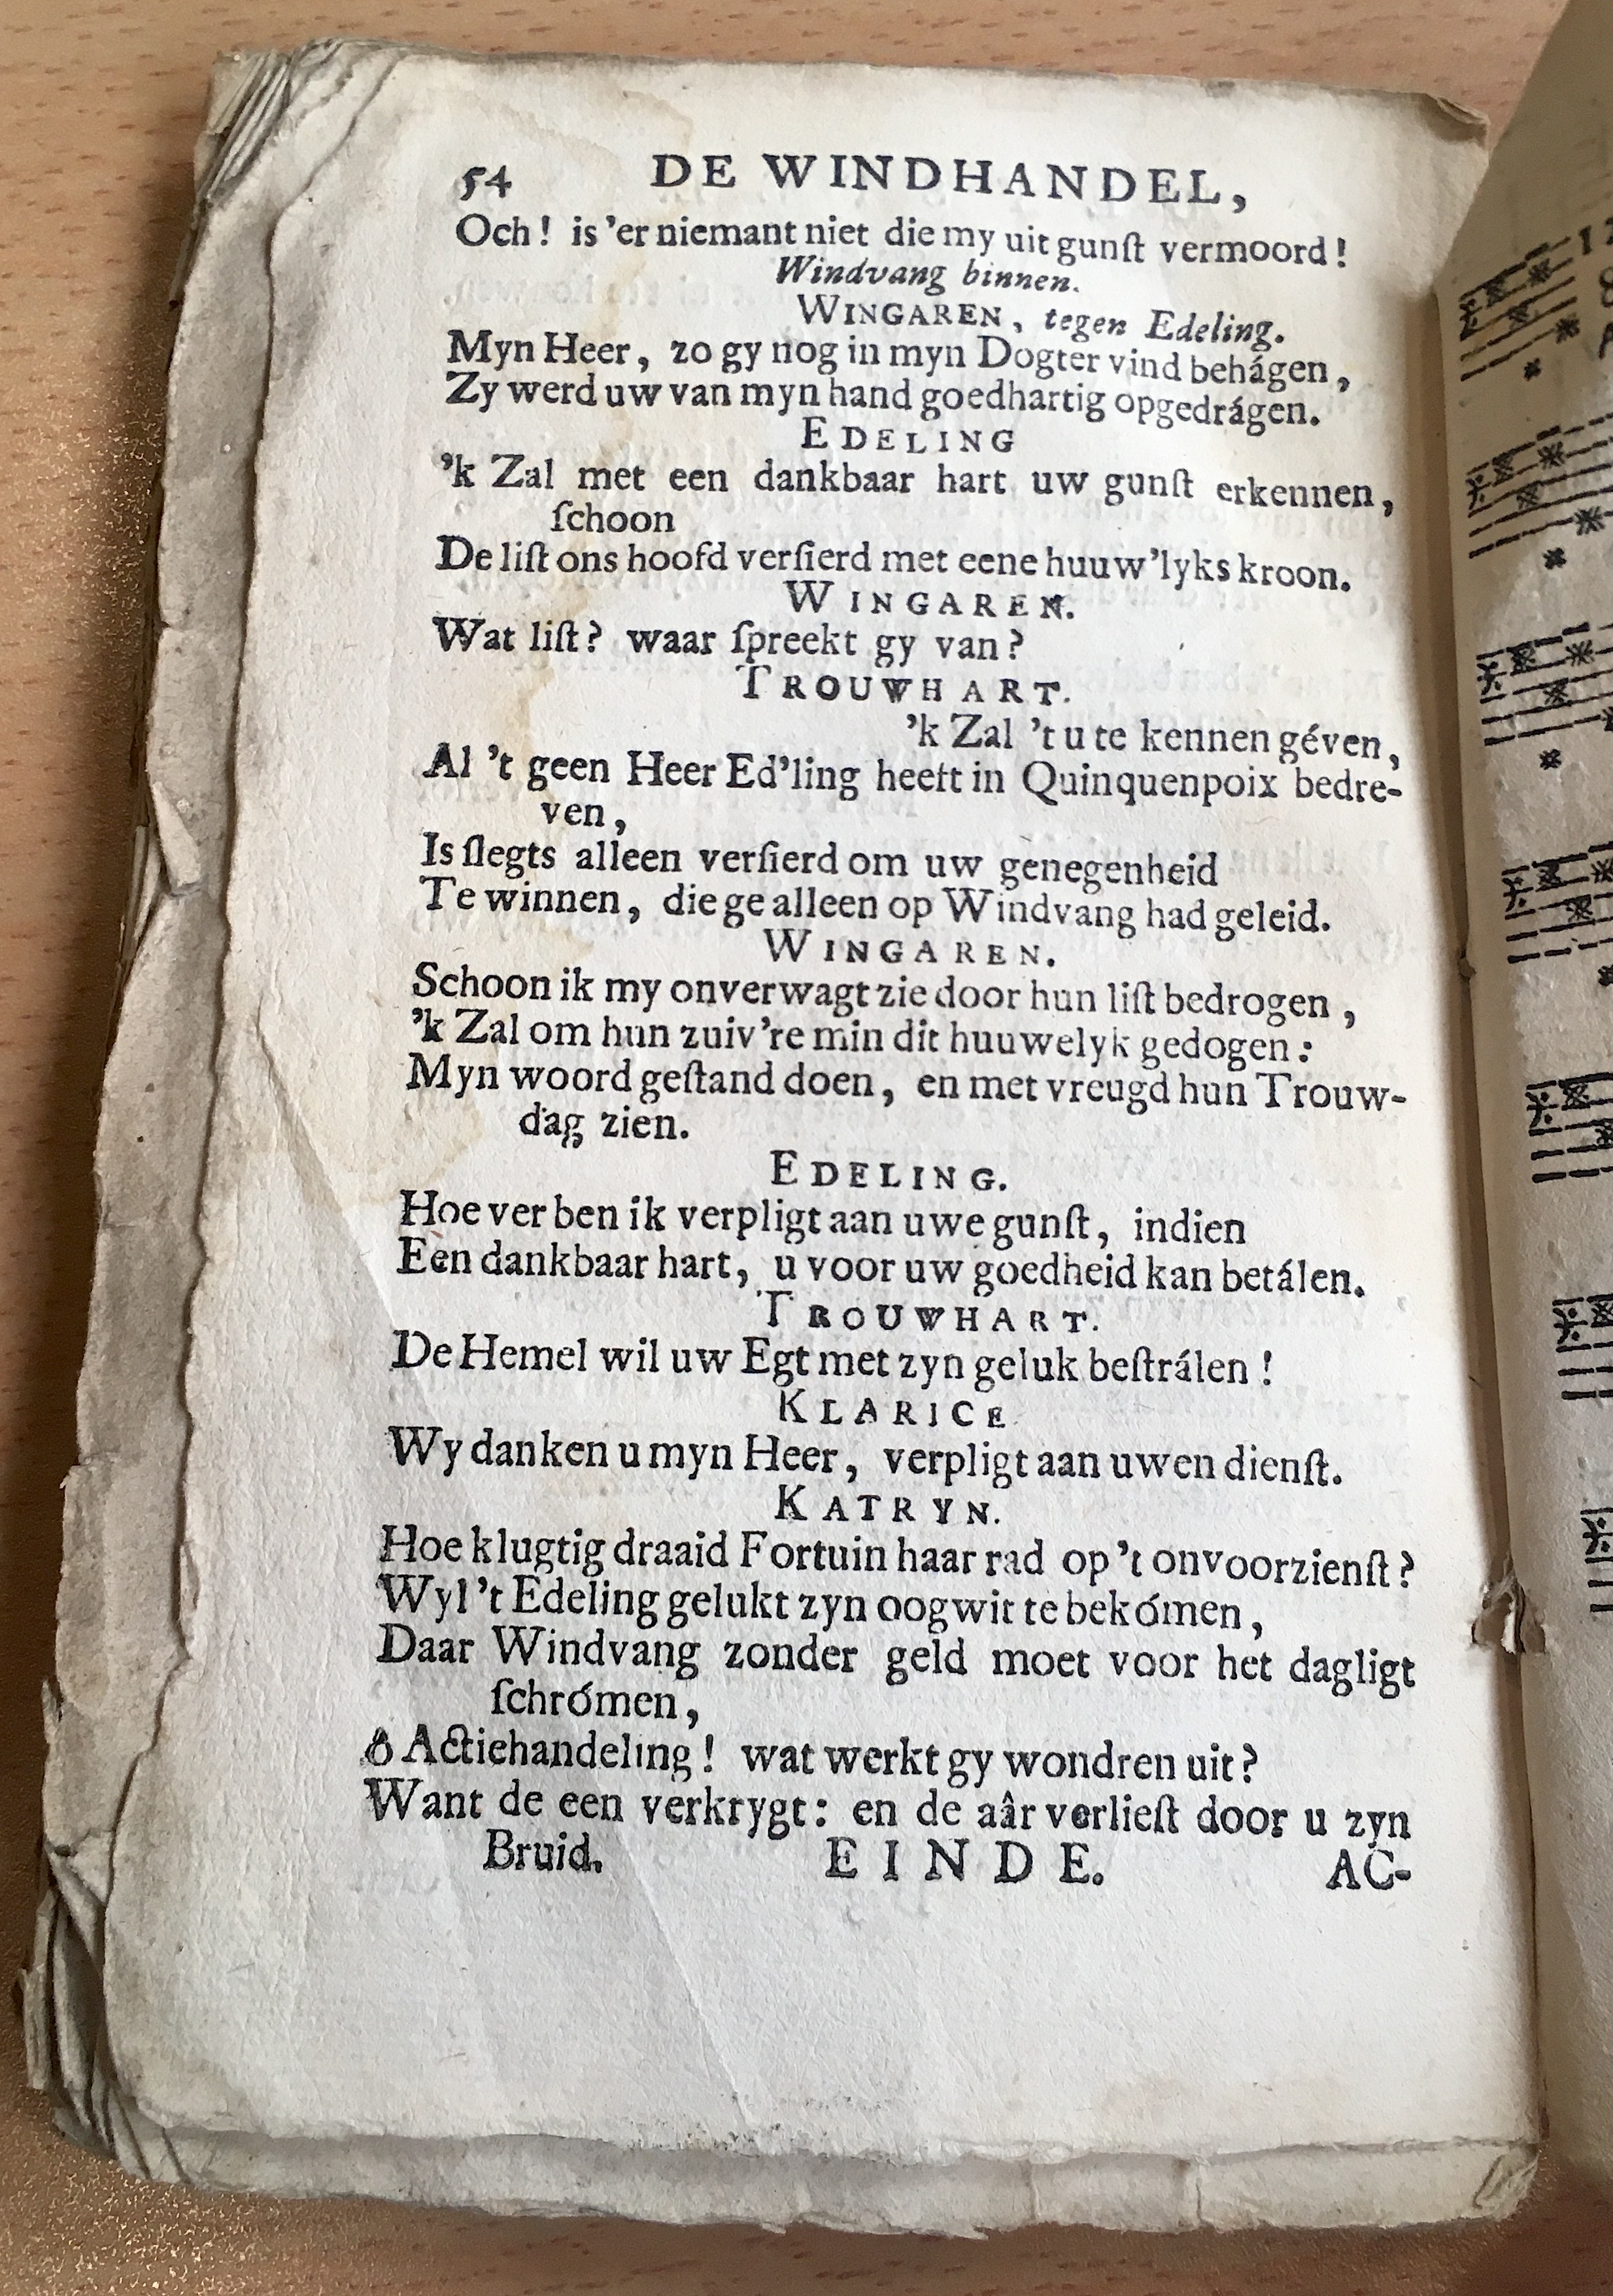 54 DE WINDHANDEL,
Och! is 'er niemant niet die my uit gunſt vermoord!
Windvang binnen.
WINGAREN, tegen Edeling.
Myn Heer, zo gy nog in myn Dogter vind behágen,
Zy werd uw van myn hand goedhartig opgedrágen.
EDELING
'k Zal met een dankbaar hart uw gunſt erkennen,
ſchoon
De liſt ons hoofd verſierd met eene huuw'lyks kroon.
WINGAREN.
Wat liſt? waar ſpreekt gy van?
TROUWHART.
'k Zal 't u te kennen géven,
Al 't geen Heer Ed'ling heeft in Quinquenpoix bedre-
ven,
Is ſlegts alleen verſierd om uw genegenheid
Te winnen, die ge alleen op Windvang had geleid.
WINGAREN.
Schoon ik my onverwagt zie door hun liſt bedrogen,
'k Zal om hun zuiv're min dit huuwelyk gedogen:
Myn woord geſtand doen, en met vreugd hun Trouw-
dag zien.
EDELING.
Hoe ver ben ik verpligt aan uwe gunſt, indien
Een dankbaar hart, u voor uw goedheid kan betálen.
TROUWHART.
De Hemel wil uw Egt met zyn geluk beſtrálen!
KLARICE
Wy danken u myn Heer, verpligt aan uwen dienſt.
KATRYN.
Hoe klugtig draaid Fortuin haar rad op 't onvoorzienſt?
Wyl 't Edeling gelukt zyn oogwit te bekómen,
Daar Windvang zonder geld moet voor het dagligt
ſchrómen,
ô Actiehandeling! wat werkt gy wondren uit?
Want de een verkrygt: en de aâr verlieſt door u zyn
Bruid. EINDE. AC-